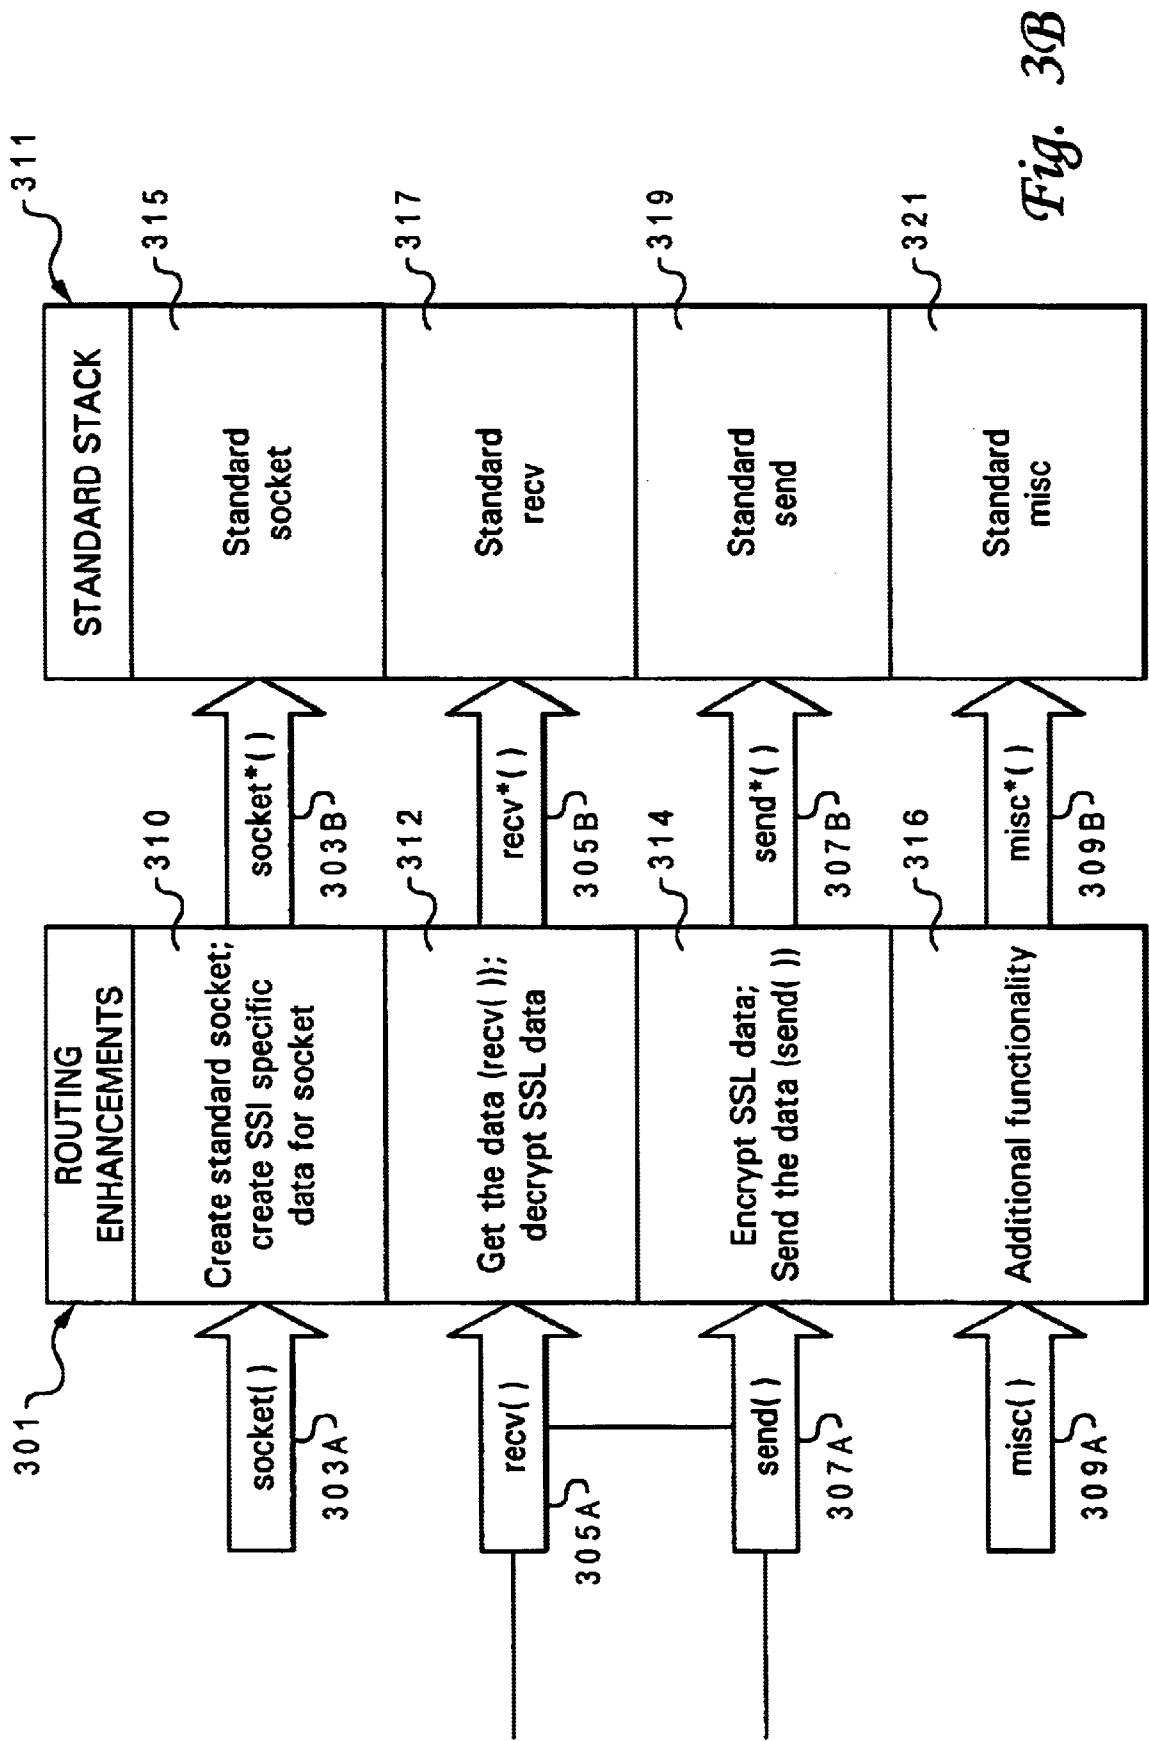 301
311
ROUTING
ENHANCEMENTS
STANDARD STACK
socket( )
303A
310
Create standard socket;
create SSI specific
data for socket
socket*( )
303B
315
Standard
socket
recv( )
305A
312
Get the data (recv( ));
decrypt SSL data
recv*( )
305B
317
Standard
recv
send( )
307A
314
Encrypt SSL data;
Send the data (send( ))
send*( )
307B
319
Standard
send
misc( )
309A
316
Additional functionality
misc*( )
309B
321
Standard
misc
Fig. 3B